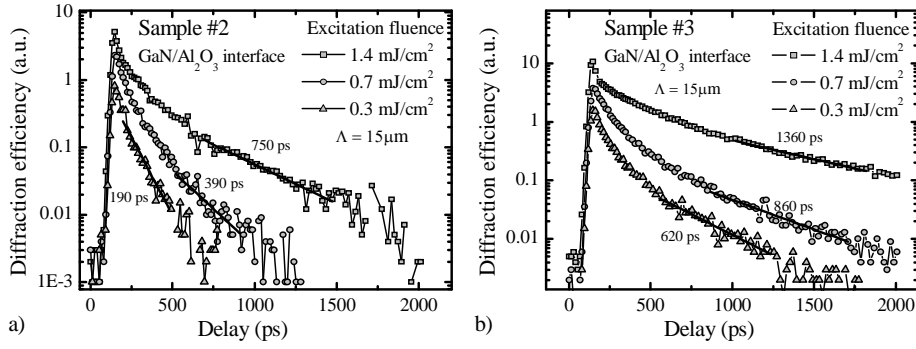 Sample #2
GaN/Al2O3 interface
Excitation fluence
1.4 mJ/cm²
0.7 mJ/cm²
0.3 mJ/cm²
Λ = 15μm
750 ps
390 ps
190 ps
Diffraction efficiency (a.u.)
10
1
0.1
0.01
1E-3
0 500 1000 1500 2000
Delay (ps)
a)
Sample #3
GaN/Al2O3 interface
Λ = 15μm
Excitation fluence
1.4 mJ/cm²
0.7 mJ/cm²
0.3 mJ/cm²
1360 ps
860 ps
620 ps
Diffraction efficiency (a.u.)
100
10
1
0.1
0.01
0 500 1000 1500 2000
Delay (ps)
b)